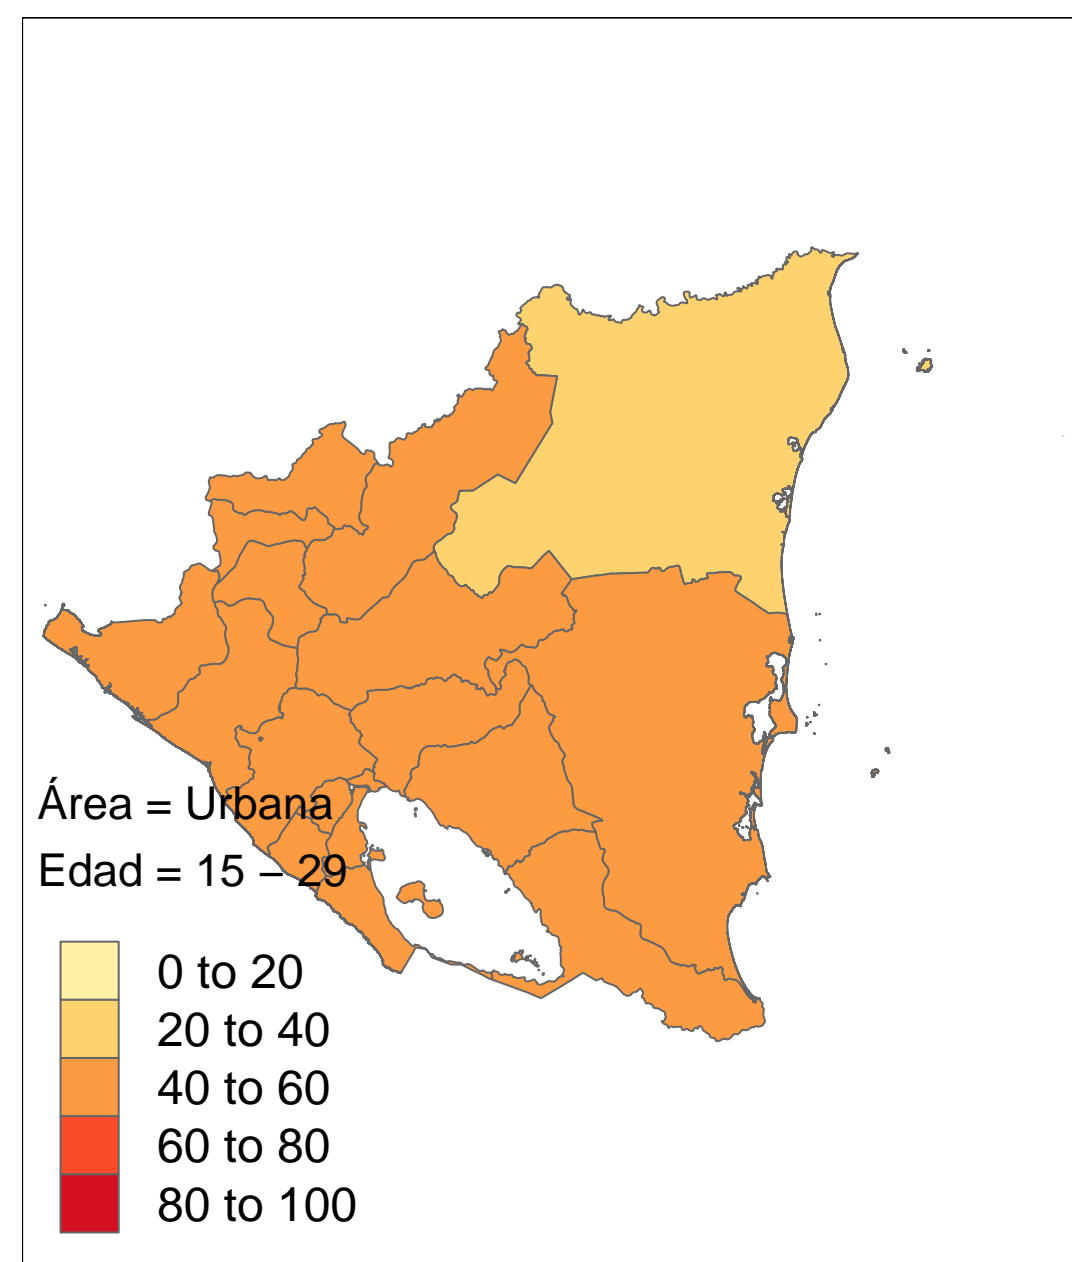 Área = Urbana
Edad = 15 – 29
0 to 20
20 to 40
40 to 60
60 to 80
80 to 100